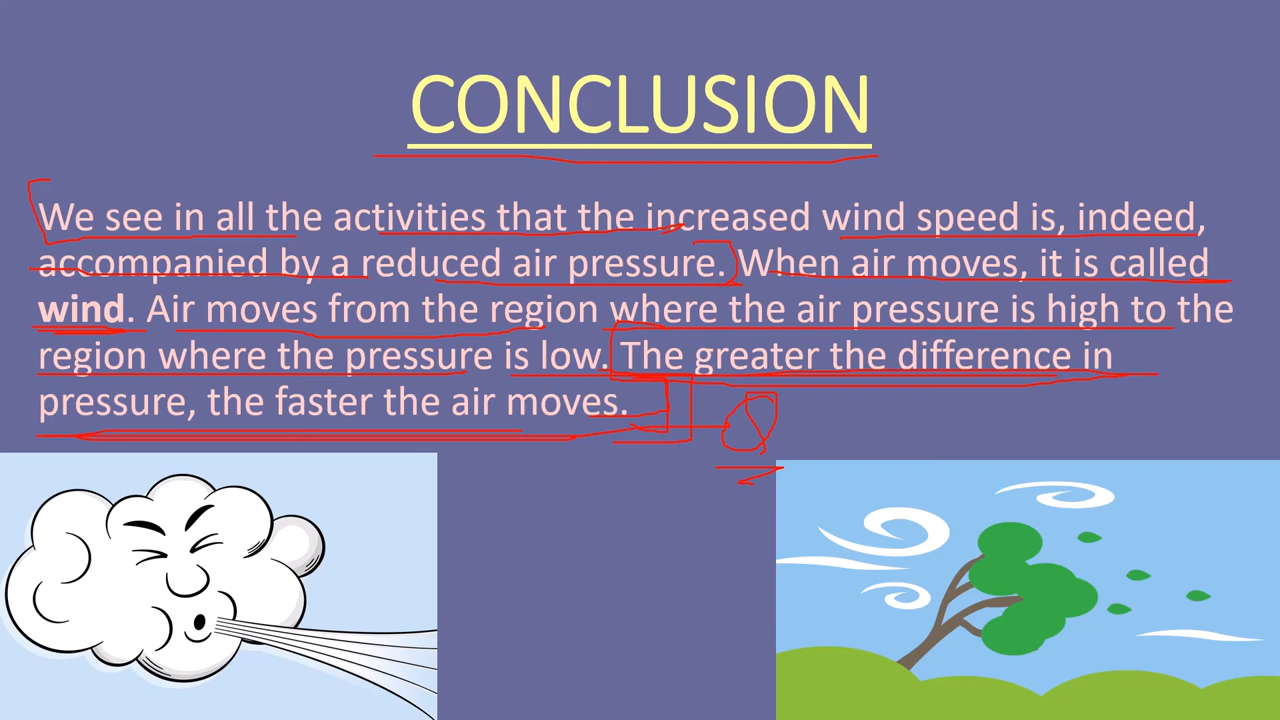 CONCLUSION
We see in all the activities that the increased wind speed is, indeed,
accompanied by a reduced air pressure. When air moves, it is called
wind. Air moves from the region where the air pressure is high to the
region where the pressure is low. The greater the difference in
pressure, the faster the air moves.